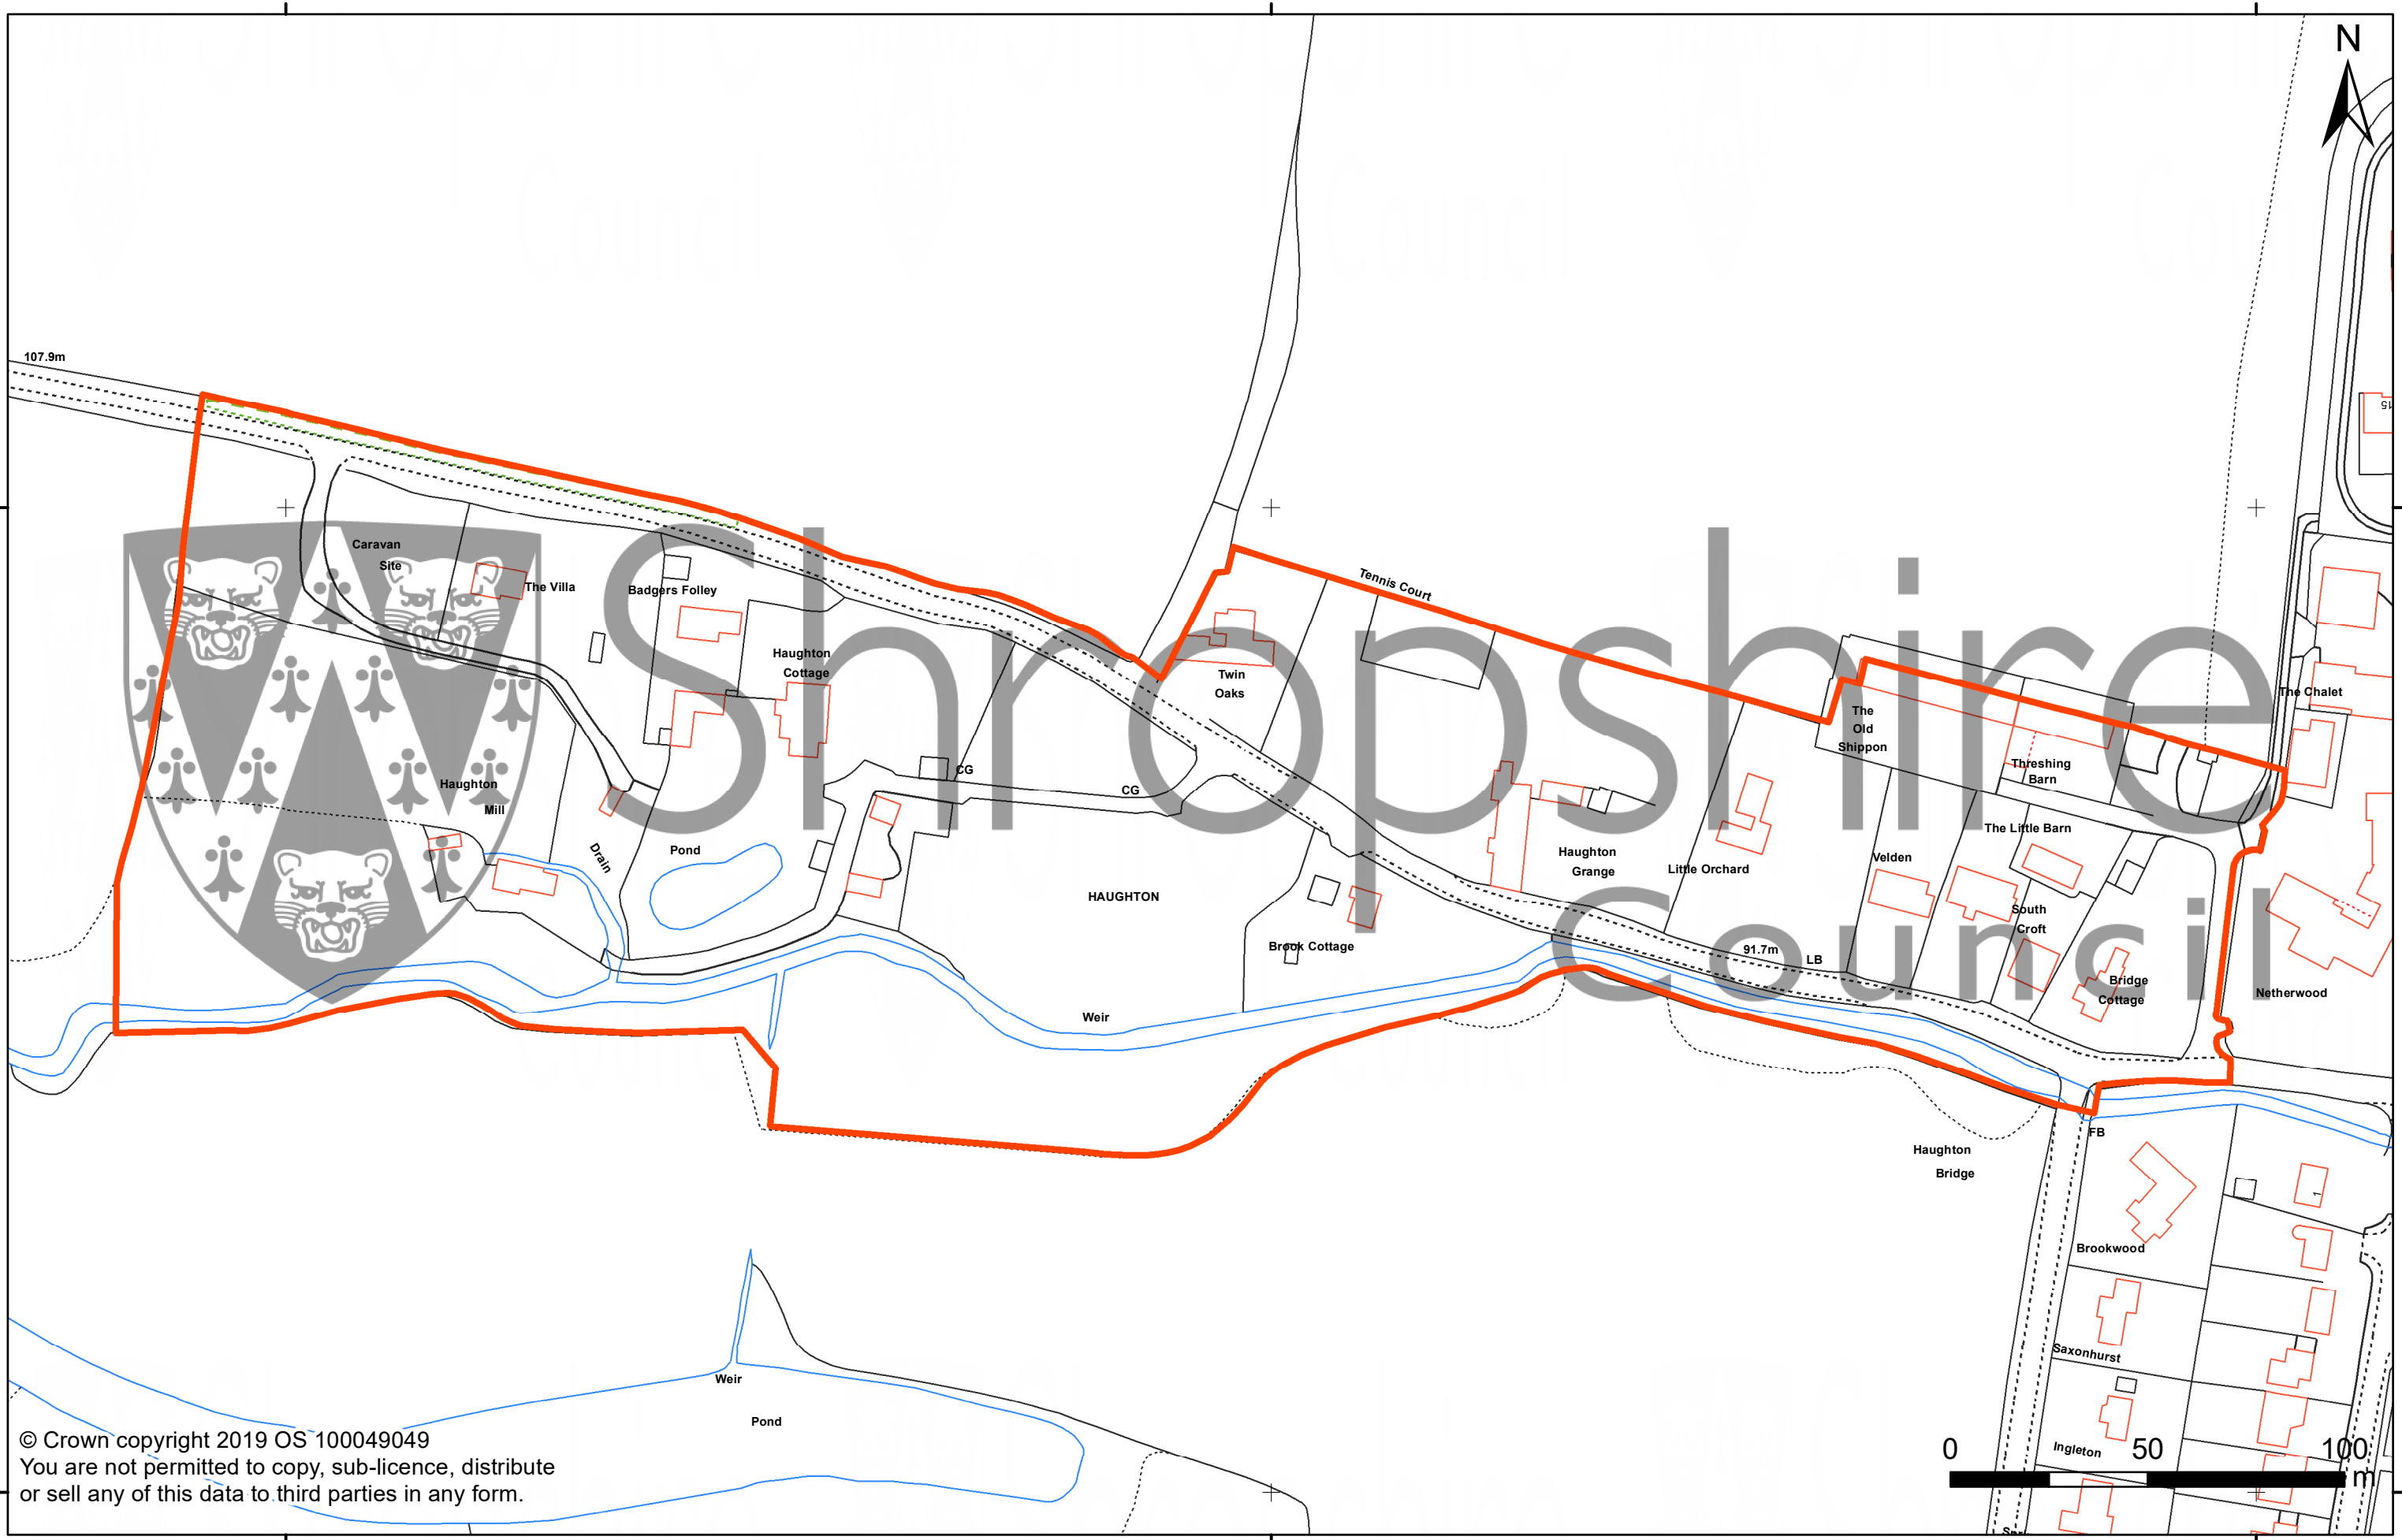 N
107.9m
15
Caravan
Site
The Villa
Badgers Folley
Tennis Court
Haughton
Cottage
Twin
Oaks
The Chalet
The
Old
Shippon
Threshing
Barn
CG
CG
Haughton
Mill
The Little Barn
Drain
Pond
Haughton
Grange
Little Orchard
Velden
HAUGHTON
South
Croft
Brook Cottage
91.7m
LB
Bridge
Cottage
Netherwood
Weir
FB
Haughton
Bridge
1
Brookwood
Saxonhurst
Weir
Pond
Ingleton
Shropshire
Council
© Crown copyright 2019 OS 100049049
You are not permitted to copy, sub-licence, distribute
or sell any of this data to third parties in any form.
0 50 100
m